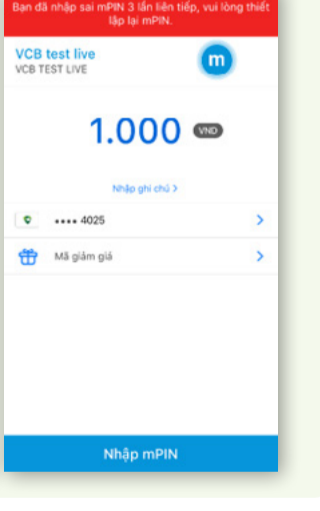 Bạn đã nhập sai mPIN 3 lần liên tiếp, vui lòng thiết
lập lại mPIN.
VCB test live
VCB TEST LIVE
m
1.000 VND
Nhập ghi chú >
•••• 4025
Mã giảm giá
Nhập mPIN